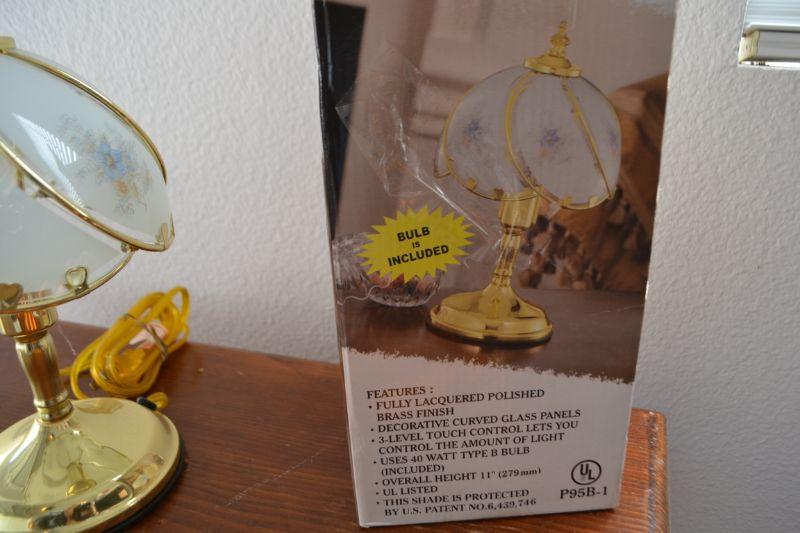 BULB
IS
INCLUDED
FEATURES :
• FULLY LACQUERED POLISHED
BRASS FINISH
• DECORATIVE CURVED GLASS PANELS
• 3-LEVEL TOUCH CONTROL LETS YOU
CONTROL THE AMOUNT OF LIGHT
• USES 40 WATT TYPE B BULB
(INCLUDED)
• OVERALL HEIGHT 11" (279mm)
• UL LISTED
• THIS SHADE IS PROTECTED
BY U.S. PATENT NO.6,439,746
UL
P95B-1